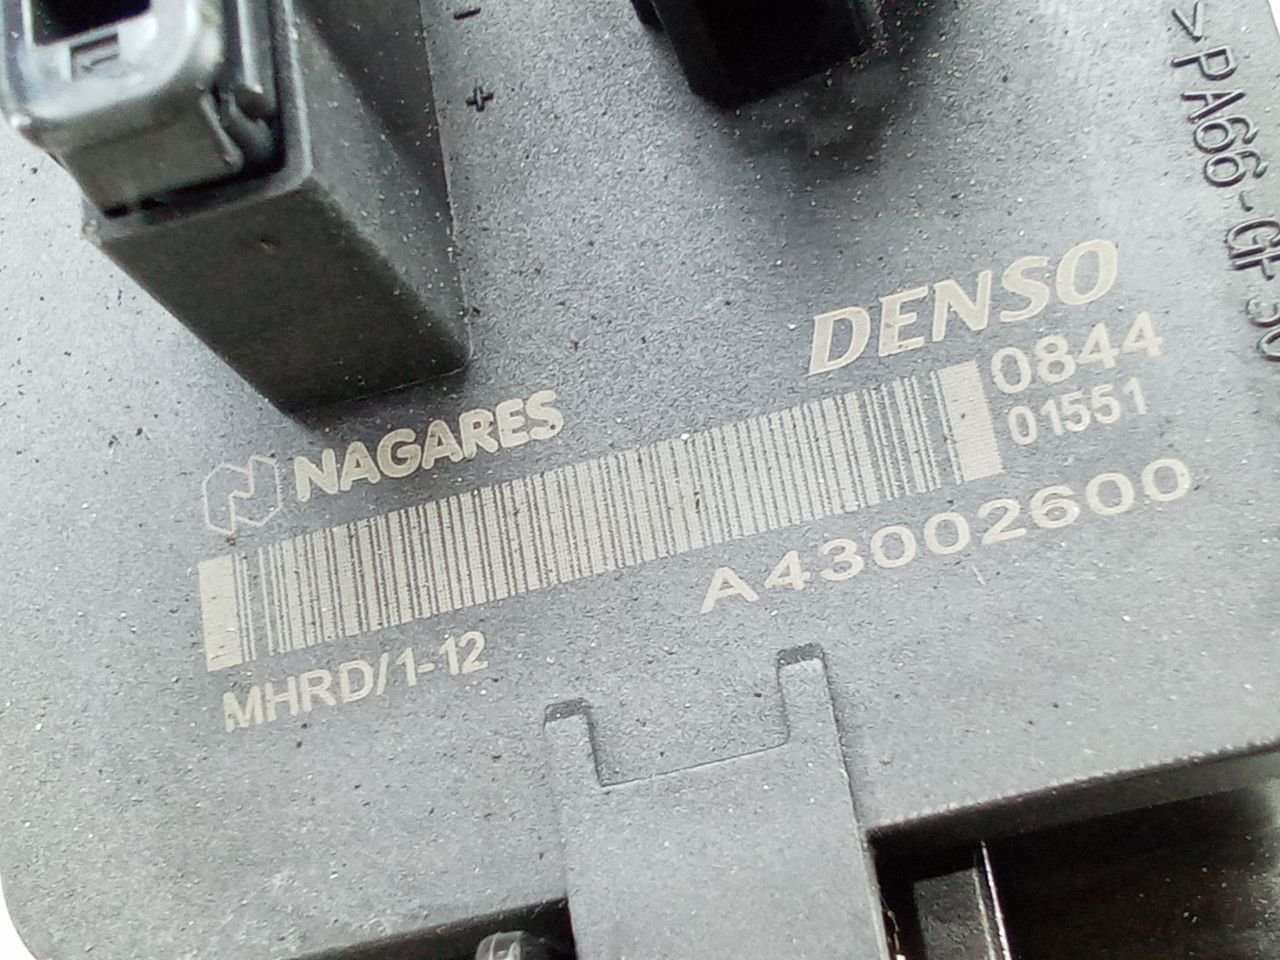 -
+
>PA66-GF30
DENSO
0844
01551
NAGARES
A43002600
MHRD/1-12